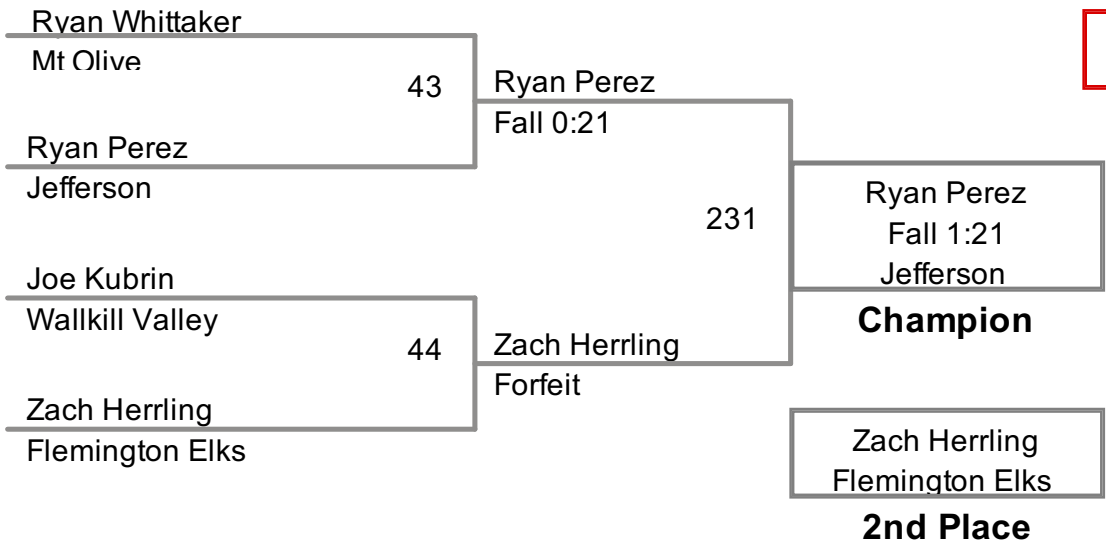 Ryan Whittaker
Mt Olive
43
Ryan Perez
Fall 0:21
Ryan Perez
Jefferson
231
Ryan Perez
Fall 1:21
Jefferson
Champion
Joe Kubrin
Wallkill Valley
44
Zach Herrling
Forfeit
Zach Herrling
Flemington Elks
Zach Herrling
Flemington Elks
2nd Place